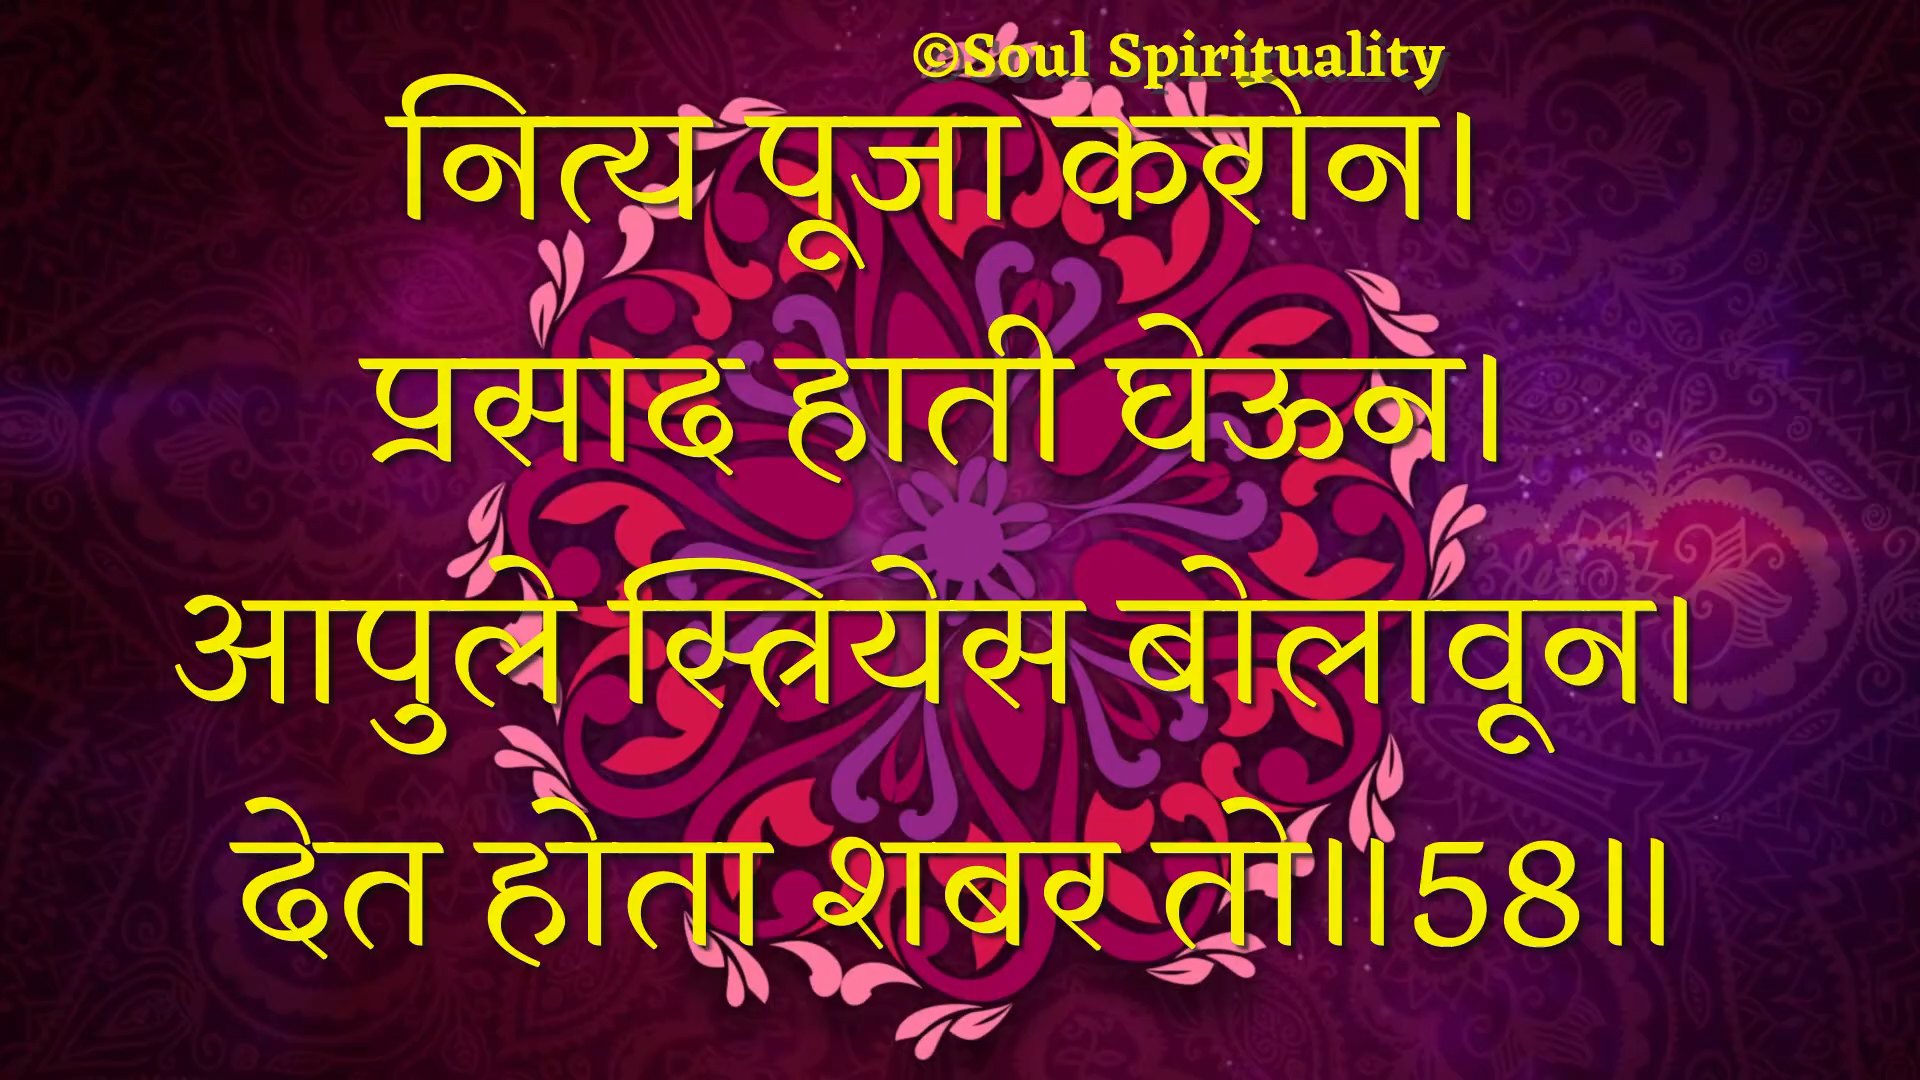 ©Soul Spirituality
नित्य पूजा करोन।
प्रसाद हाती घेऊन।
आपुले स्त्रियेस बोलावून।
देत होता शबर तो॥58॥